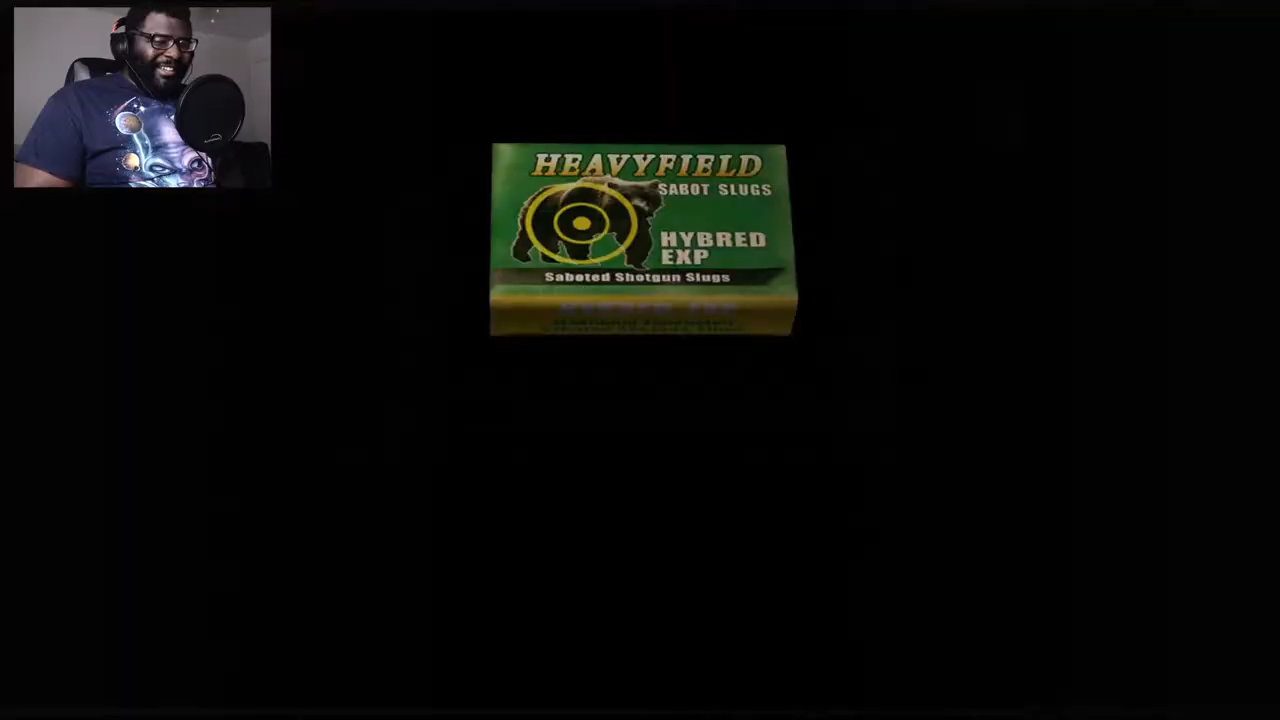 HEAVYFIELD
SABOT SLUGS
HYBRED
EXP
Saboted Shotgun Slugs